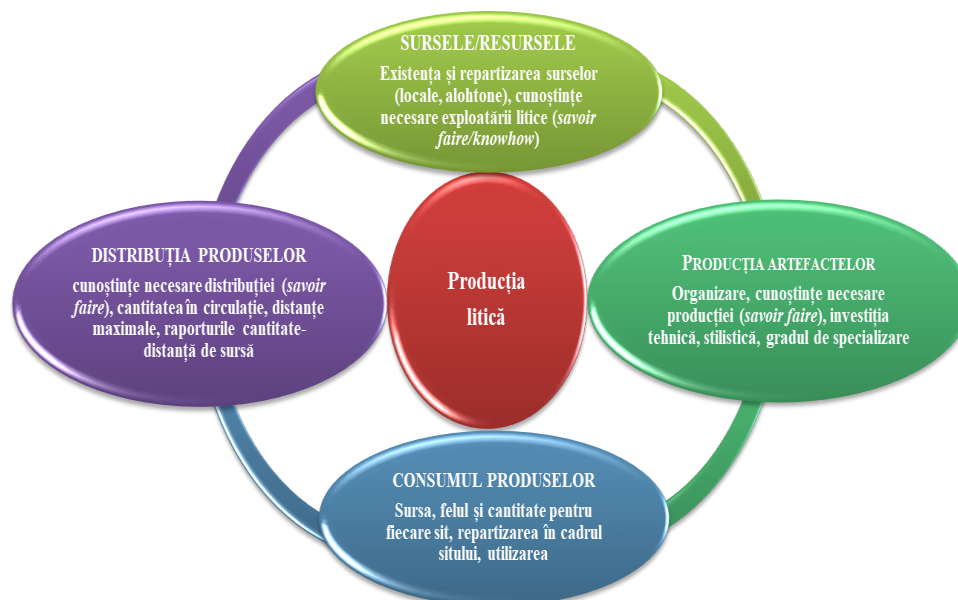 SURSELE/RESURSELE
Existența și repartizarea surselor
(locale, alohtone), cunoștințe
necesare exploatării litice (savoir
faire/knowhow)
DISTRIBUȚIA PRODUSELOR
cunoștințe necesare distribuției (savoir
faire), cantitatea în circulație, distanțe
maximale, raporturile cantitate-
distanță de sursă
Producția
litică
PRODUCȚIA ARTEFACTELOR
Organizare, cunoștințe necesare
producției (savoir faire), investiția
tehnică, stilistică, gradul de specializare
CONSUMUL PRODUSELOR
Sursa, felul și cantitate pentru
fiecare sit, repartizarea în cadrul
sitului, utilizarea